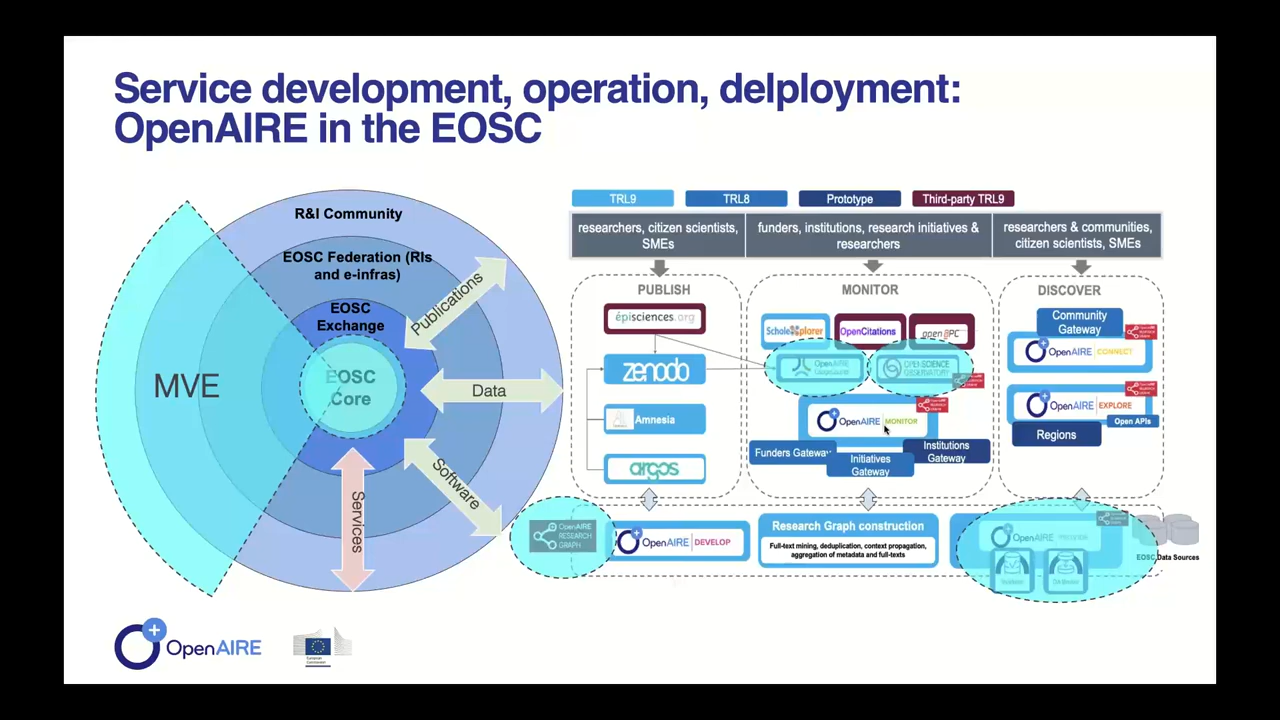 Service development, operation, delployment:
OpenAIRE in the EOSC
R&I Community
EOSC Federation (RIs
and e-infras)
EOSC
Exchange
EOSC
Core
MVE
Publications
Data
Software
Services
TRL9
TRL8
Prototype
Third-party TRL9
researchers, citizen scientists,
SMEs
funders, institutions, research initiatives &
researchers
researchers & communities,
citizen scientists, SMEs
PUBLISH
MONITOR
DISCOVER
épisciences.org
zenodo
Amnesia
argos
ScholeXplorer
OpenCitations
open APC
OpenAIRE
OPEN SCIENCE
OBSERVATORY
OpenAIRE MONITOR
Funders Gateway
Initiatives
Gateway
Institutions
Gateway
Community
Gateway
OpenAIRE CONNECT
OpenAIRE EXPLORE
Open APIs
Regions
OpenAIRE
RESEARCH
GRAPH
OpenAIRE DEVELOP
Research Graph construction
Full-text mining, deduplication, context propagation,
aggregation of metadata and full-texts
OpenAIRE
EOSC Data Sources
OpenAIRE
European
Commission